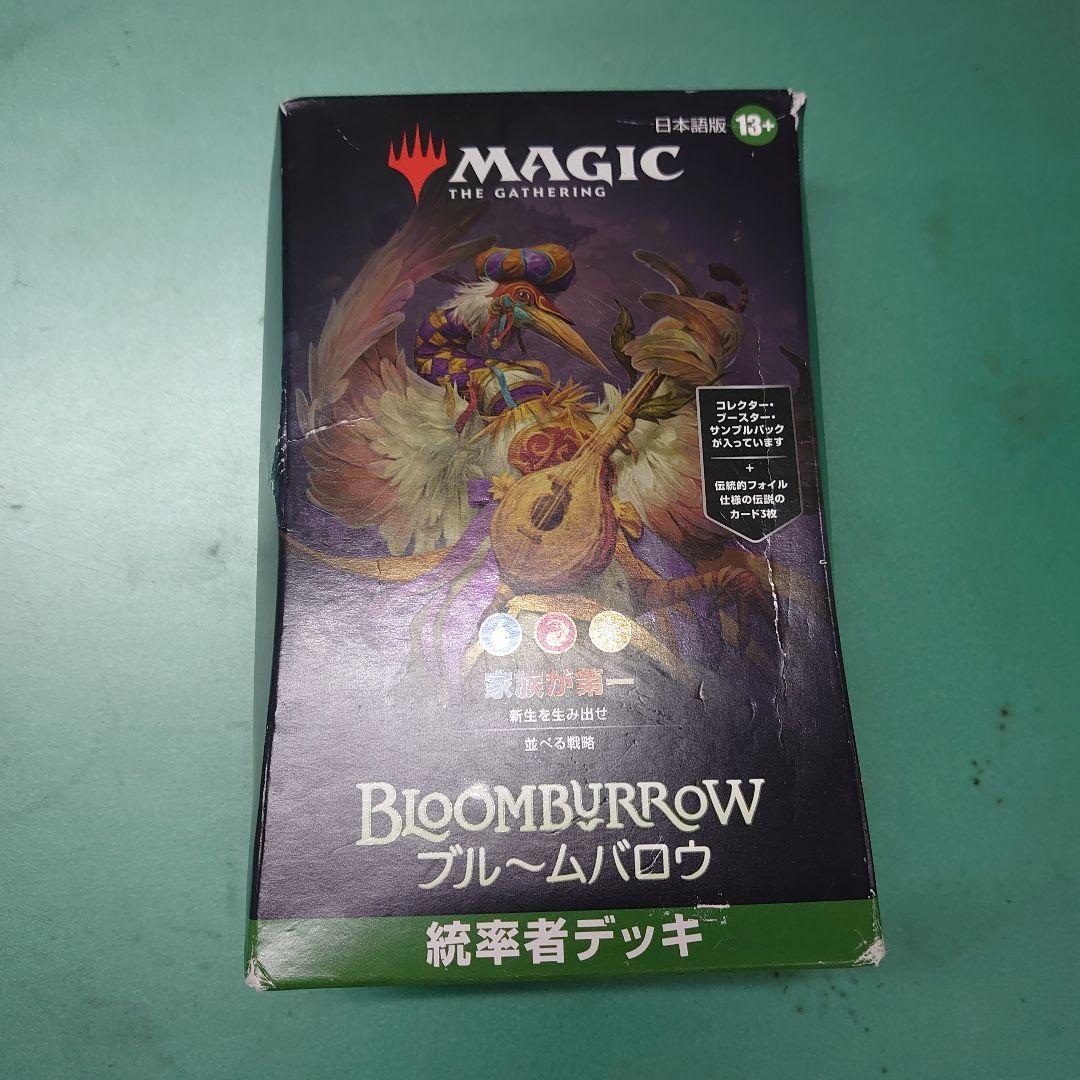 日本語版 13+
MAGIC
THE GATHERING
コレクター・
ブースター・
サンプルパック
が入っています
+
伝統的フォイル
仕様の伝説の
カード3枚
家族が第一
新生を生み出せ
並べる戦略
BLOOMBURROW
ブルームバロウ
統率者デッキ